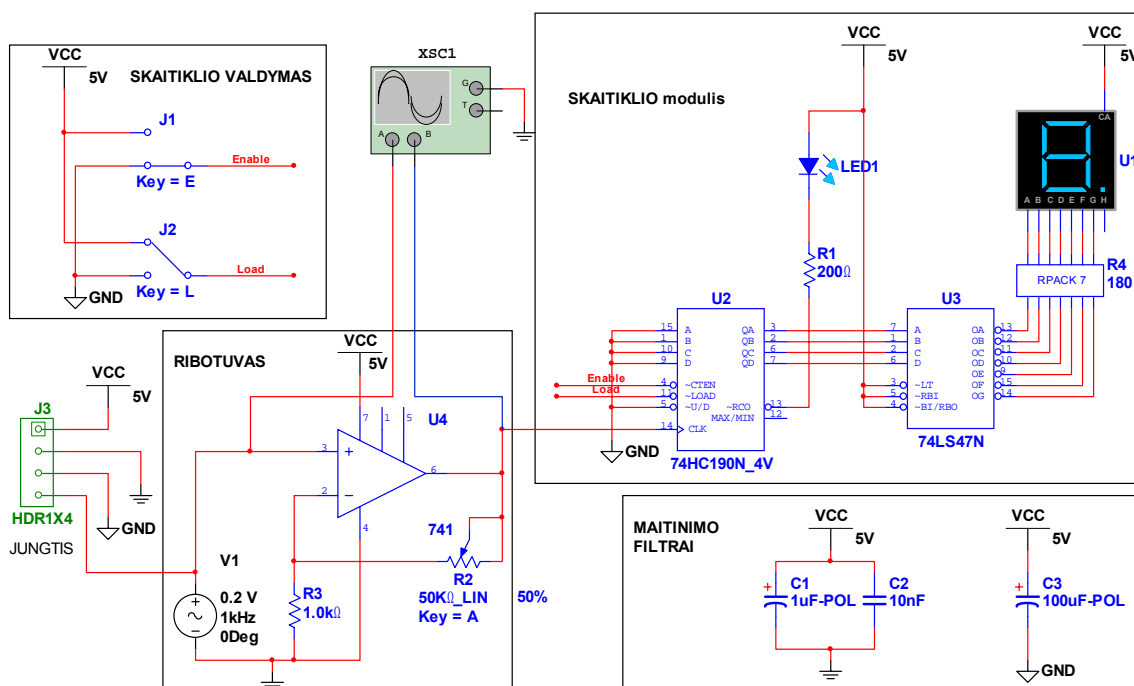 VCC
5V
SKAITIKLIO VALDYMAS
J1
Enable
Key = E
J2
Load
GND
Key = L
XSC1
G
T
A
B
SKAITIKLIO modulis
VCC
5V
VCC
5V
LED1
CA
U1
A B C D E F G H
R1
200Ω
R4
RPACK 7
180
U2
15 A QA 3
1 B QB 2
10 C QC 6
9 D QD 7
Enable
4 ~CTEN
Load
11 ~LOAD
5 ~U/D ~RCO 13
MAX/MIN 12
14 CLK
GND
74HC190N_4V
U3
7 A OA 13
1 B OB 12
2 C OC 11
6 D OD 10
OE 9
3 ~LT OF 15
5 ~RBI OG 14
4 ~BI/RBO
74LS47N
RIBOTUVAS
VCC
5V
U4
7
1
5
3
6
2
4
741
R2
50KΩ_LIN
50%
Key = A
R3
1.0kΩ
V1
0.2 V
1kHz
0Deg
VCC
5V
J3
GND
HDR1X4
JUNGTIS
MAITINIMO
FILTRAI
VCC
5V
C1
1uF-POL
C2
10nF
VCC
5V
C3
100uF-POL
GND